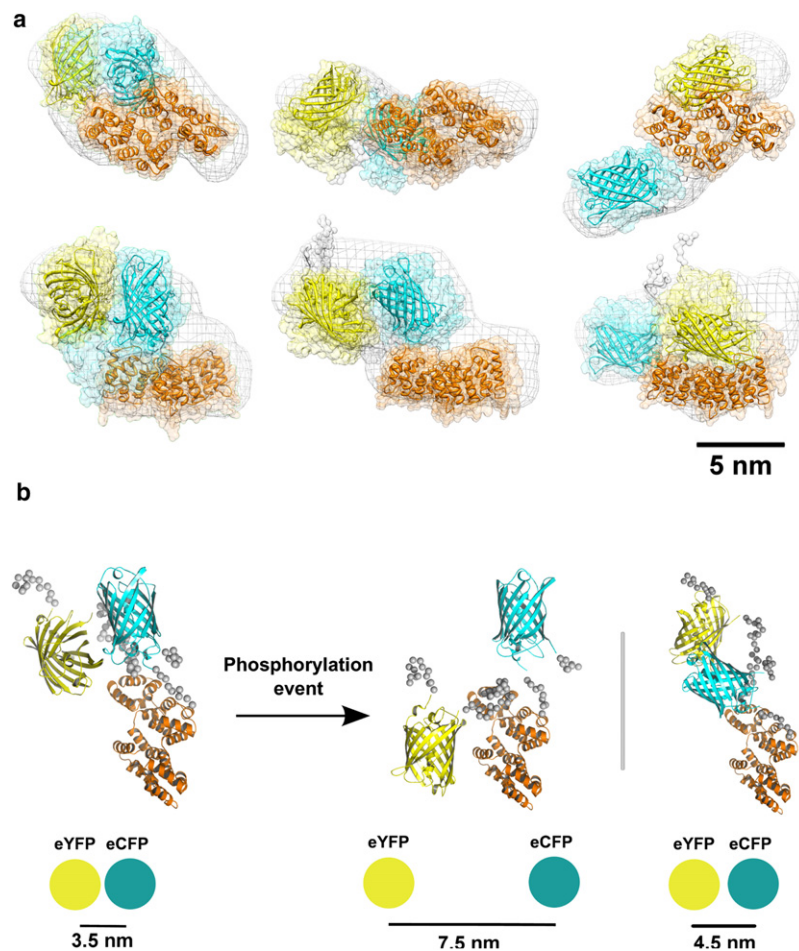 a
5 nm
b
Phosphorylation
event
eYFP eCFP
3.5 nm
eYFP eCFP
7.5 nm
eYFP eCFP
4.5 nm